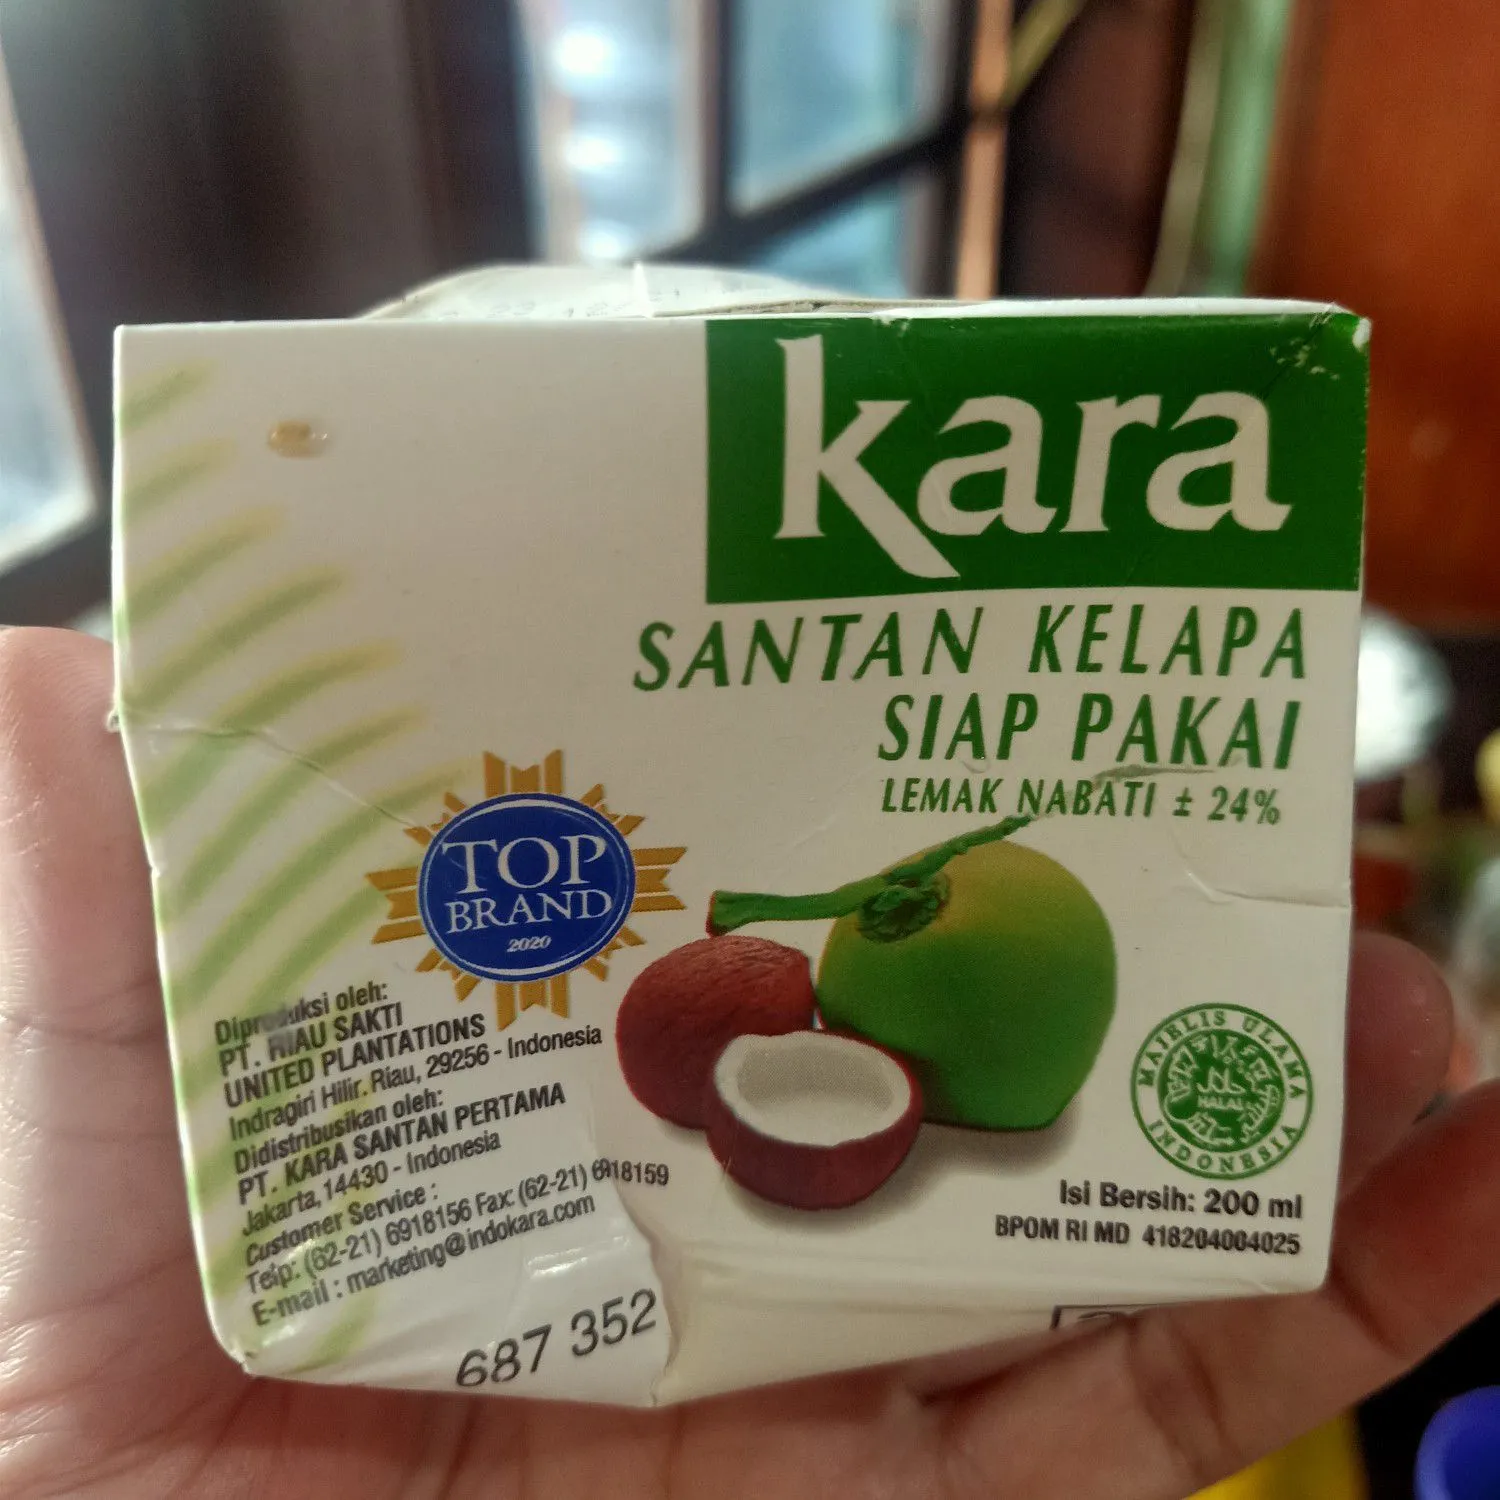 kara
SANTAN KELAPA
SIAP PAKAI
LEMAK NABATI ± 24%
TOP
BRAND
2020
Diproduksi oleh:
PT. RIAU SAKTI
UNITED PLANTATIONS
Indragiri Hilir. Riau, 29256 - Indonesia
Didistribusikan oleh:
PT. KARA SANTAN PERTAMA
Jakarta, 14430 - Indonesia
Customer Service :
Telp: (62-21) 6918156 Fax: (62-21) 6918159
E-mail : marketing@indokara.com
687 352
MAJELIS ULAMA
HALAL
INDONESIA
Isi Bersih: 200 ml
BPOM RI MD 418204004025